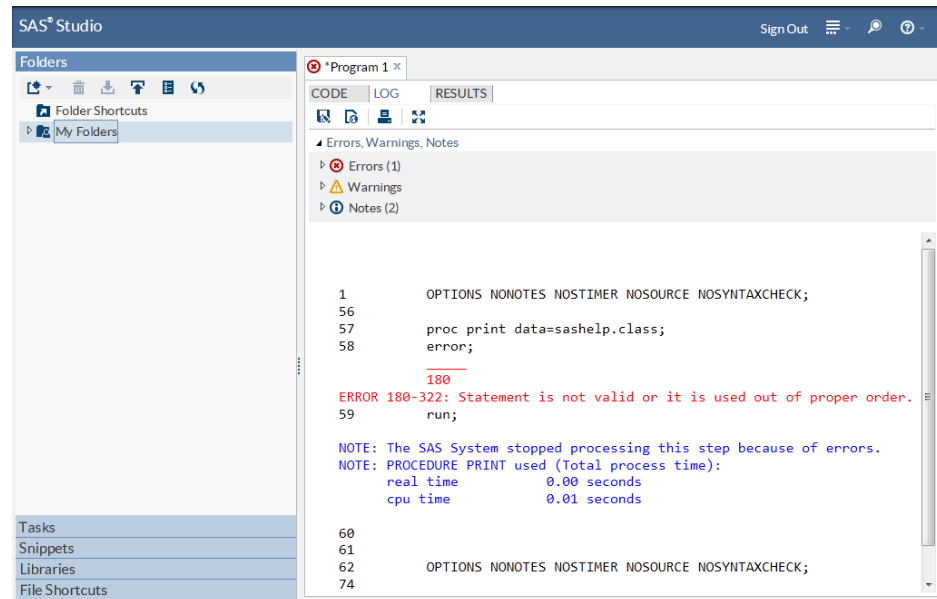 SAS® Studio
Sign Out
Folders
Folder Shortcuts
My Folders
Tasks
Snippets
Libraries
File Shortcuts
*Program 1
CODE LOG RESULTS
Errors, Warnings, Notes
Errors (1)
Warnings
Notes (2)
1 OPTIONS NONOTES NOSTIMER NOSOURCE NOSYNTAXCHECK;
56
57 proc print data=sashelp.class;
58 error;
_____
180
ERROR 180-322: Statement is not valid or it is used out of proper order.
59 run;
NOTE: The SAS System stopped processing this step because of errors.
NOTE: PROCEDURE PRINT used (Total process time):
real time 0.00 seconds
cpu time 0.01 seconds
60
61
62 OPTIONS NONOTES NOSTIMER NOSOURCE NOSYNTAXCHECK;
74